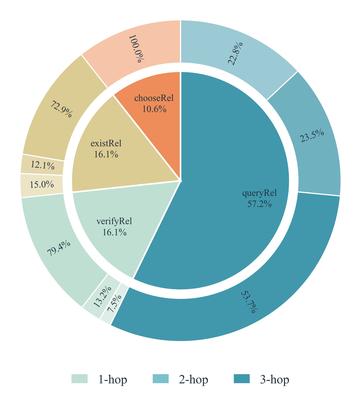 100.0%
22.8%
72.9%
23.5%
chooseRel
10.6%
existRel
16.1%
12.1%
15.0%
queryRel
57.2%
verifyRel
16.1%
79.4%
13.2%
7.5%
53.7%
1-hop
2-hop
3-hop